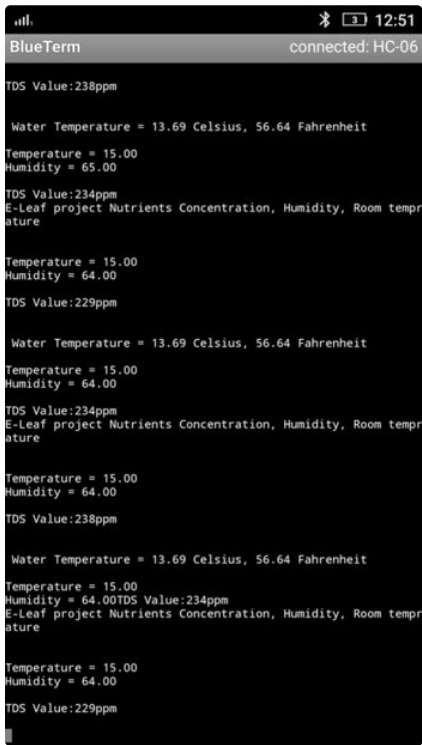 3 12:51
BlueTerm connected: HC-06
TDS Value:238ppm
Water Temperature = 13.69 Celsius, 56.64 Fahrenheit
Temperature = 15.00
Humidity = 65.00
TDS Value:234ppm
E-Leaf project Nutrients Concentration, Humidity, Room tempr
ature
Temperature = 15.00
Humidity = 64.00
TDS Value:229ppm
Water Temperature = 13.69 Celsius, 56.64 Fahrenheit
Temperature = 15.00
Humidity = 64.00
TDS Value:234ppm
E-Leaf project Nutrients Concentration, Humidity, Room tempr
ature
Temperature = 15.00
Humidity = 64.00
TDS Value:238ppm
Water Temperature = 13.69 Celsius, 56.64 Fahrenheit
Temperature = 15.00
Humidity = 64.00TDS Value:234ppm
E-Leaf project Nutrients Concentration, Humidity, Room tempr
ature
Temperature = 15.00
Humidity = 64.00
TDS Value:229ppm